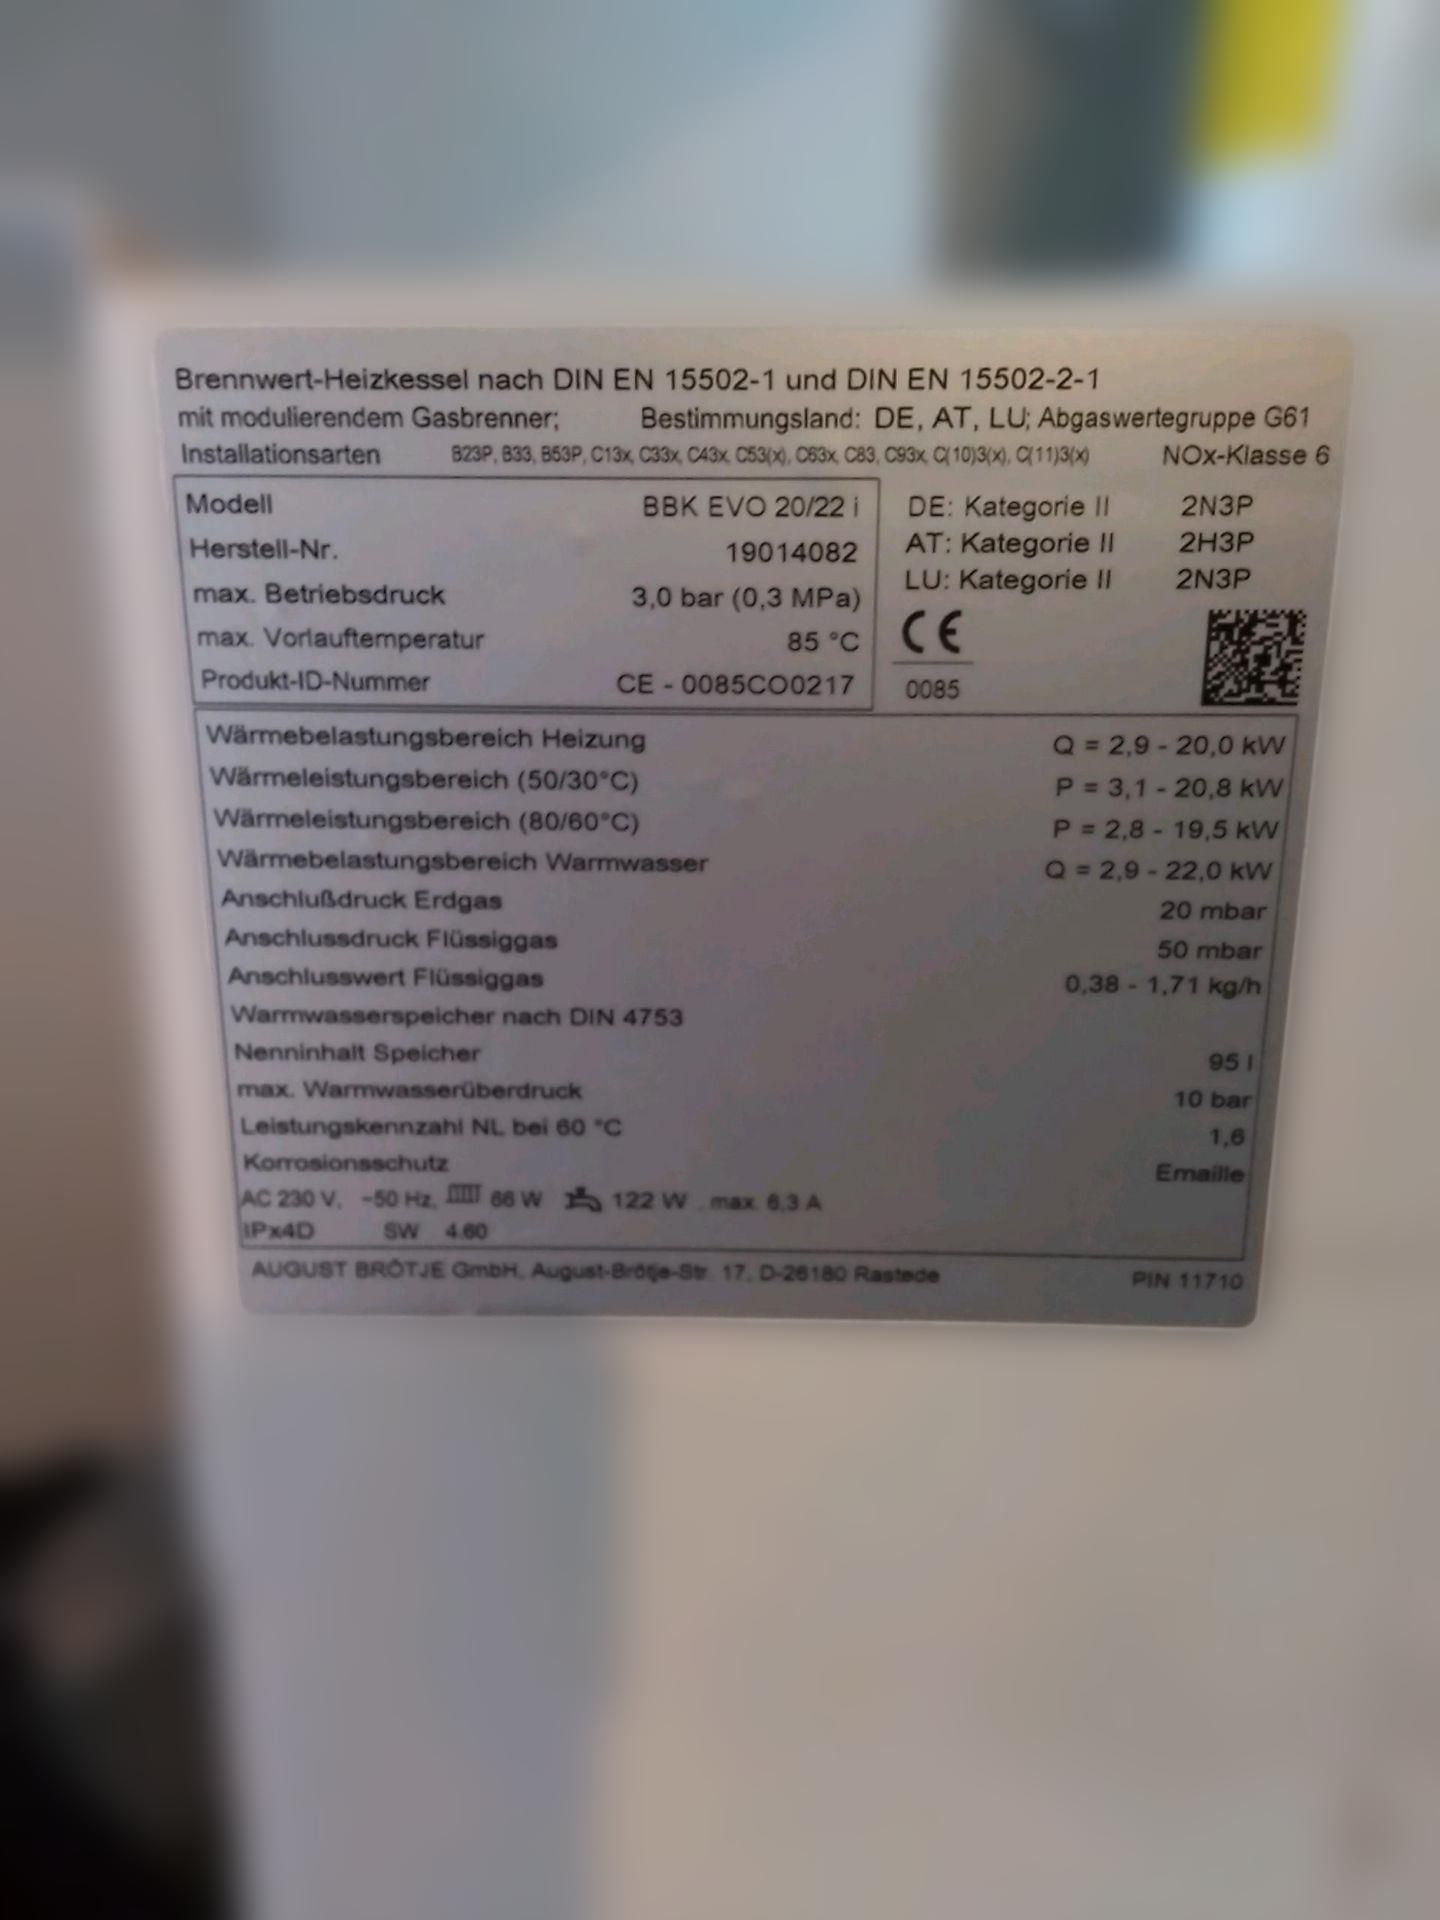 Brennwert-Heizkessel nach DIN EN 15502-1 und DIN EN 15502-2-1
mit modulierendem Gasbrenner; Bestimmungsland: DE, AT, LU; Abgaswertegruppe G61
Installationsarten B23P, B33, B53P, C13x, C33x, C43x, C53(x), C63x, C83, C93x, C(10)3(x), C(11)3(x) NOx-Klasse 6
Modell BBK EVO 20/22 i
Herstell-Nr. 19014082
max. Betriebsdruck 3,0 bar (0,3 MPa)
max. Vorlauftemperatur 85 °C
Produkt-ID-Nummer CE - 0085CO0217
DE: Kategorie II 2N3P
AT: Kategorie II 2H3P
LU: Kategorie II 2N3P
CE
0085
Wärmebelastungsbereich Heizung Q = 2,9 - 20,0 kW
Wärmeleistungsbereich (50/30°C) P = 3,1 - 20,8 kW
Wärmeleistungsbereich (80/60°C) P = 2,8 - 19,5 kW
Wärmebelastungsbereich Warmwasser Q = 2,9 - 22,0 kW
Anschlußdruck Erdgas 20 mbar
Anschlussdruck Flüssiggas 50 mbar
Anschlusswert Flüssiggas 0,38 - 1,71 kg/h
Warmwasserspeicher nach DIN 4753
Nenninhalt Speicher 95 l
max. Warmwasserüberdruck 10 bar
Leistungskennzahl NL bei 60 °C 1,6
Korrosionsschutz Emaille
AC 230 V, ~50 Hz, 66 W 122 W , max. 6,3 A
IPx4D SW 4.60
AUGUST BRÖTJE GmbH, August-Brötje-Str. 17, D-26180 Rastede PIN 11710